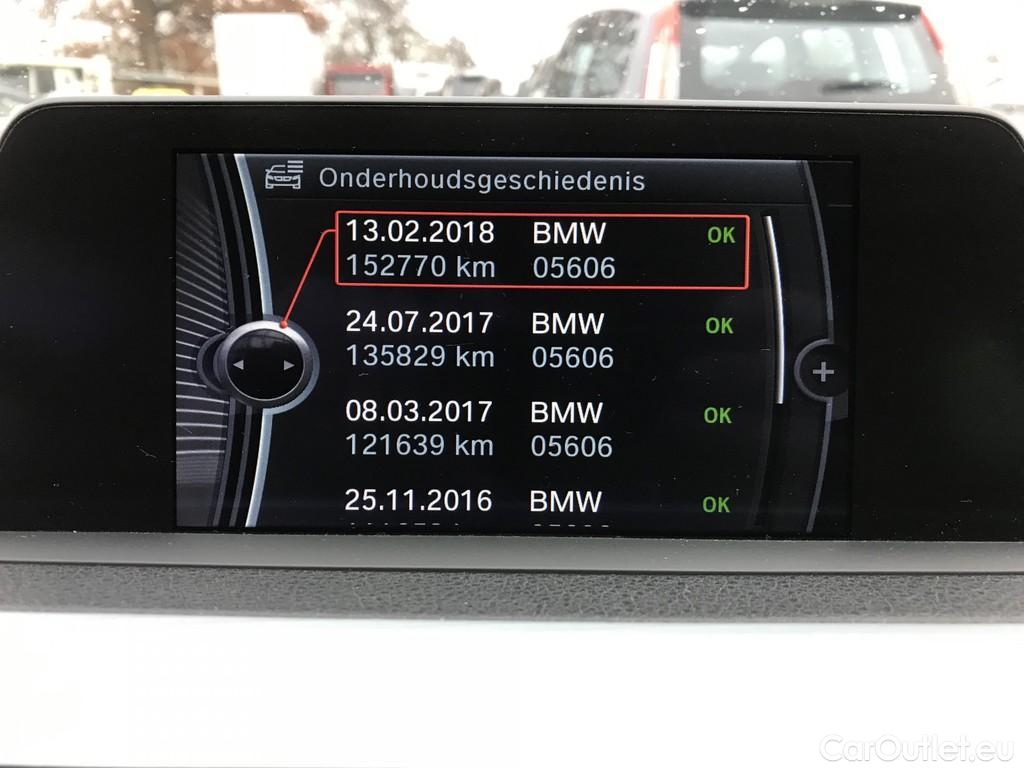 Onderhoudsgeschiedenis
13.02.2018 BMW OK
152770 km 05606
24.07.2017 BMW OK
135829 km 05606
08.03.2017 BMW OK
121639 km 05606
25.11.2016 BMW OK
CarOutlet.eu